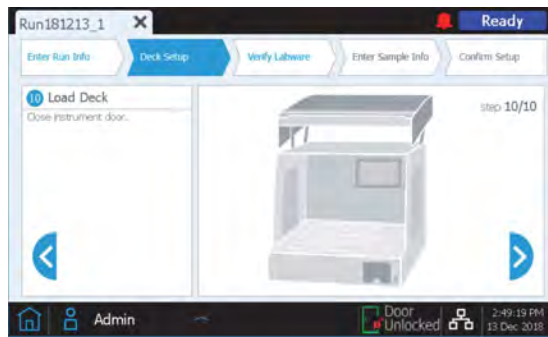 Run181213_1
Ready
Enter Run Info
Deck Setup
Verify Labware
Enter Sample Info
Confirm Setup
10 Load Deck
Close instrument door.
step 10/10
Admin
Door
Unlocked
2:49:19 PM
13 Dec 2018